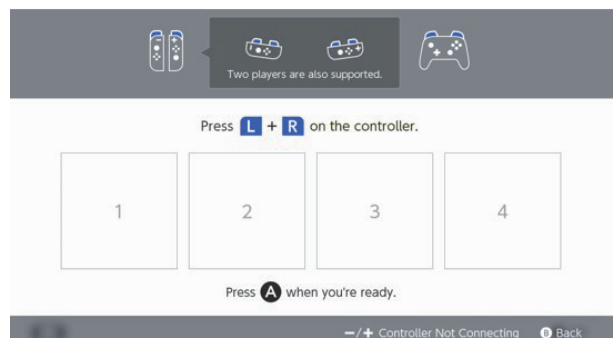 Two players are also supported.
Press L + R on the controller.
1 2 3 4
Press A when you're ready.
−/+ Controller Not Connecting B Back